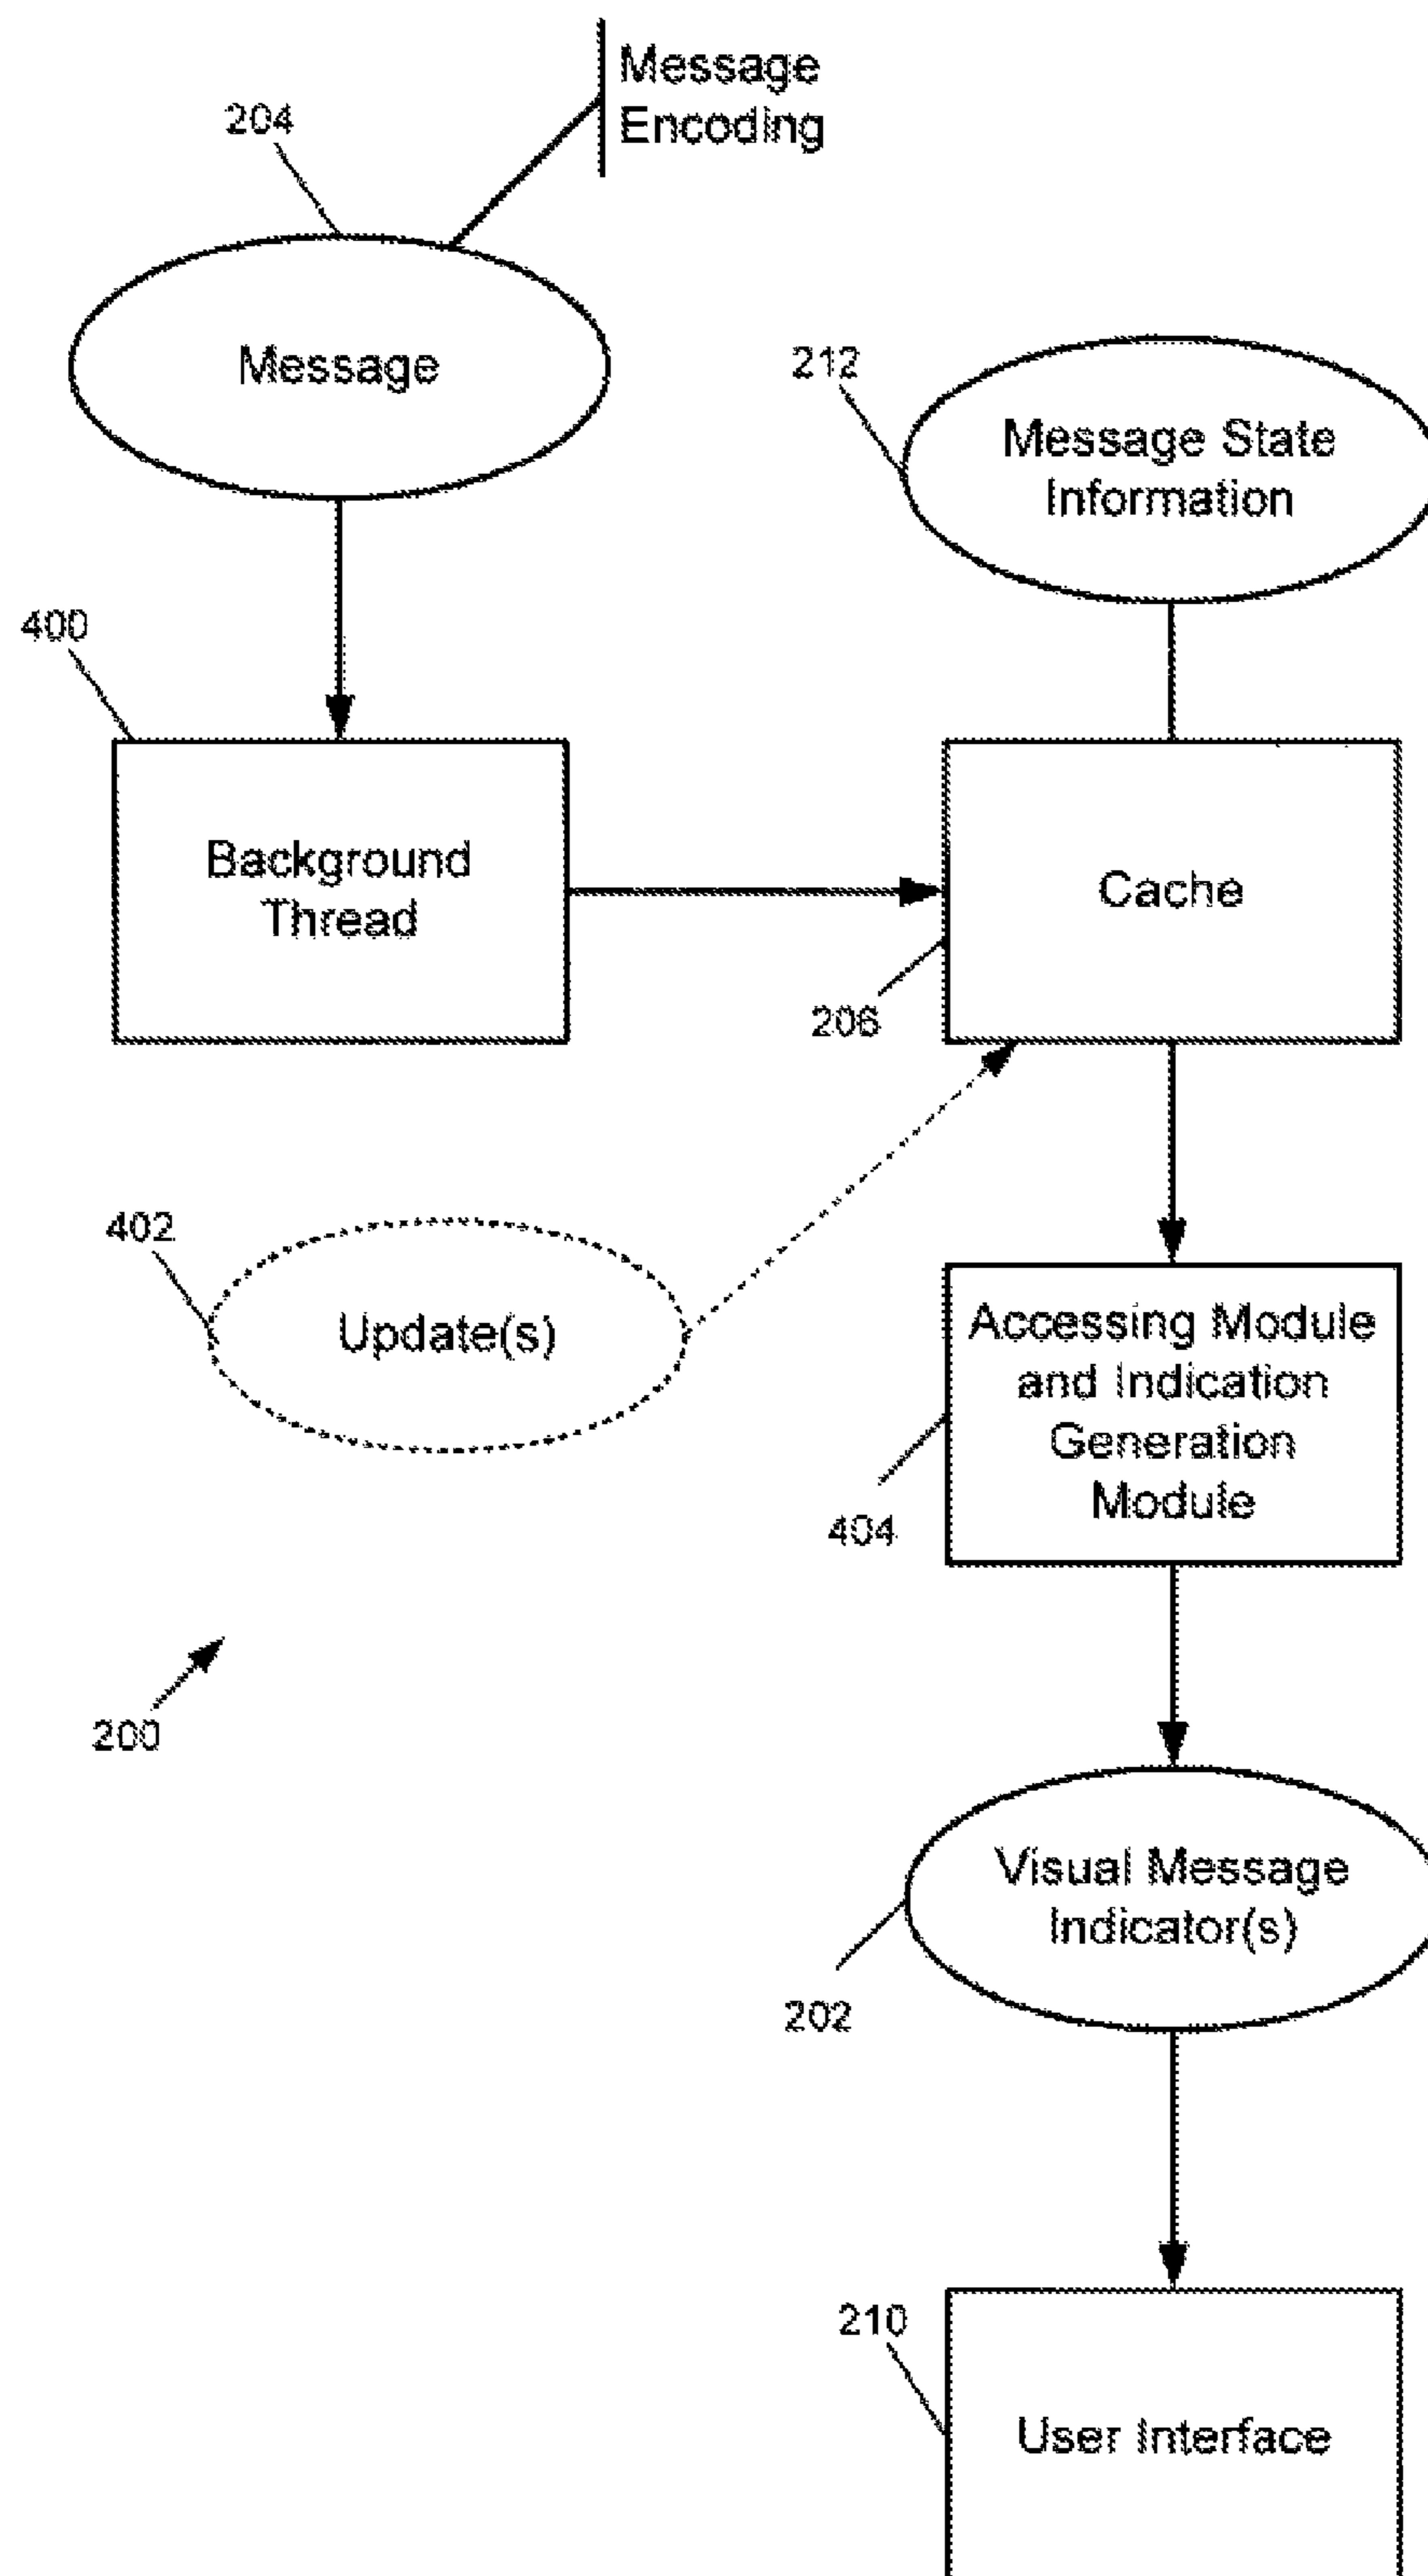 Message
Encoding
204
Message
212
Message State
Information
400
Background
Thread
Cache
206
402
Update(s)
Accessing Module
and Indication
Generation
Module
404
200
Visual Message
Indicator(s)
202
210
User Interface